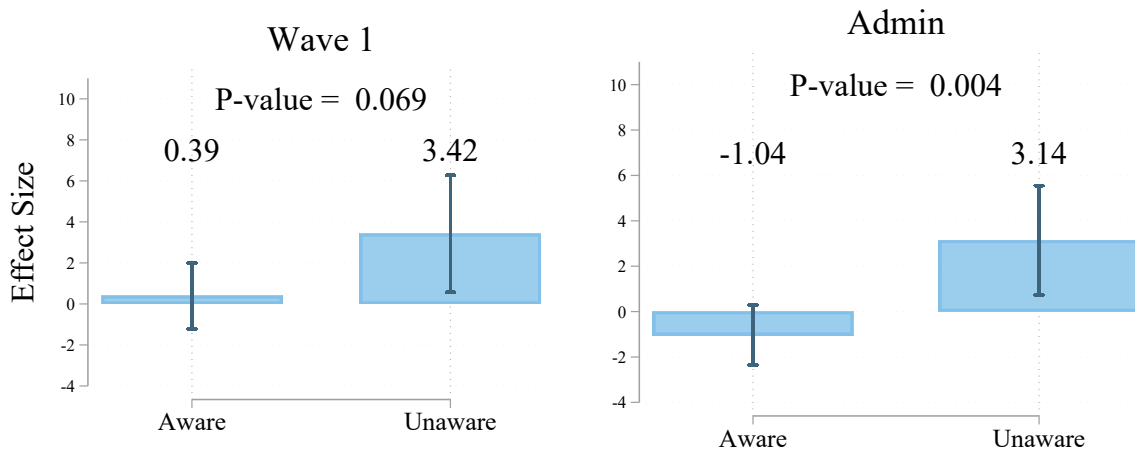 Wave 1
P-value = 0.069
0.39
3.42
Effect Size
10
8
6
4
2
0
-2
-4
Aware
Unaware
Admin
P-value = 0.004
-1.04
3.14
10
8
6
4
2
0
-2
-4
Aware
Unaware